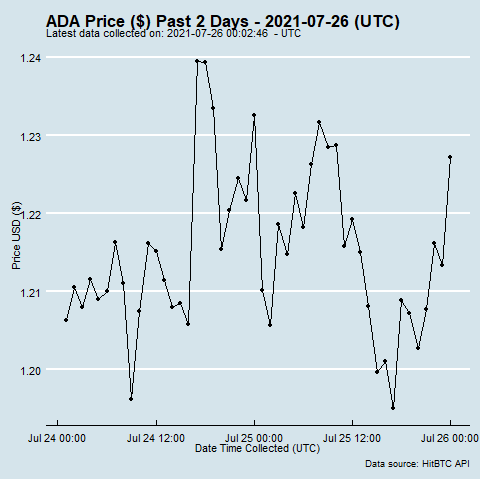 ADA Price ($) Past 2 Days - 2021-07-26 (UTC)
Latest data collected on: 2021-07-26 00:02:46 - UTC
1.24
1.23
1.22
1.21
1.20
Price USD ($)
Jul 24 00:00 Jul 24 12:00 Jul 25 00:00 Jul 25 12:00 Jul 26 00:00
Date Time Collected (UTC)
Data source: HitBTC API